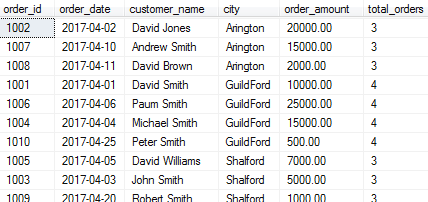 order_id order_date customer_name city order_amount total_orders
1002 2017-04-02 David Jones Arington 20000.00 3
1007 2017-04-10 Andrew Smith Arington 15000.00 3
1008 2017-04-11 David Brown Arington 2000.00 3
1001 2017-04-01 David Smith GuildFord 10000.00 4
1006 2017-04-06 Paum Smith GuildFord 25000.00 4
1004 2017-04-04 Michael Smith GuildFord 15000.00 4
1010 2017-04-25 Peter Smith GuildFord 500.00 4
1005 2017-04-05 David Williams Shalford 7000.00 3
1003 2017-04-03 John Smith Shalford 5000.00 3
1009 2017-04-20 Robert Smith Shalford 1000.00 3